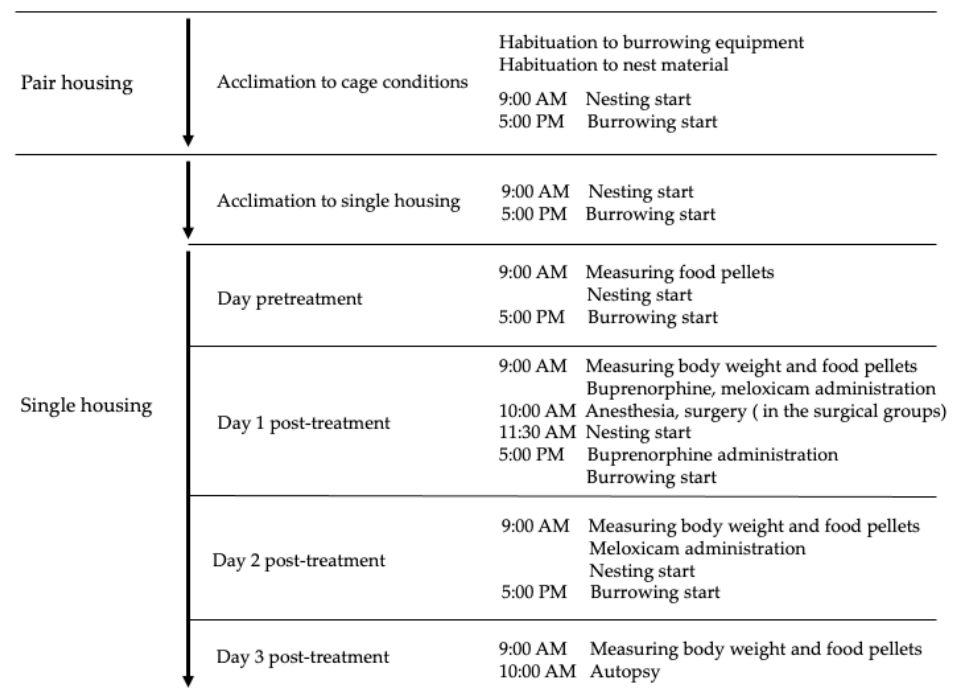 Pair housing
Acclimation to cage conditions
Habituation to burrowing equipment
Habituation to nest material
9:00 AM Nesting start
5:00 PM Burrowing start
Single housing
Acclimation to single housing
9:00 AM Nesting start
5:00 PM Burrowing start
Day pretreatment
9:00 AM Measuring food pellets
Nesting start
5:00 PM Burrowing start
Day 1 post-treatment
9:00 AM Measuring body weight and food pellets
Buprenorphine, meloxicam administration
10:00 AM Anesthesia, surgery ( in the surgical groups)
11:30 AM Nesting start
5:00 PM Buprenorphine administration
Burrowing start
Day 2 post-treatment
9:00 AM Measuring body weight and food pellets
Meloxicam administration
Nesting start
5:00 PM Burrowing start
Day 3 post-treatment
9:00 AM Measuring body weight and food pellets
10:00 AM Autopsy